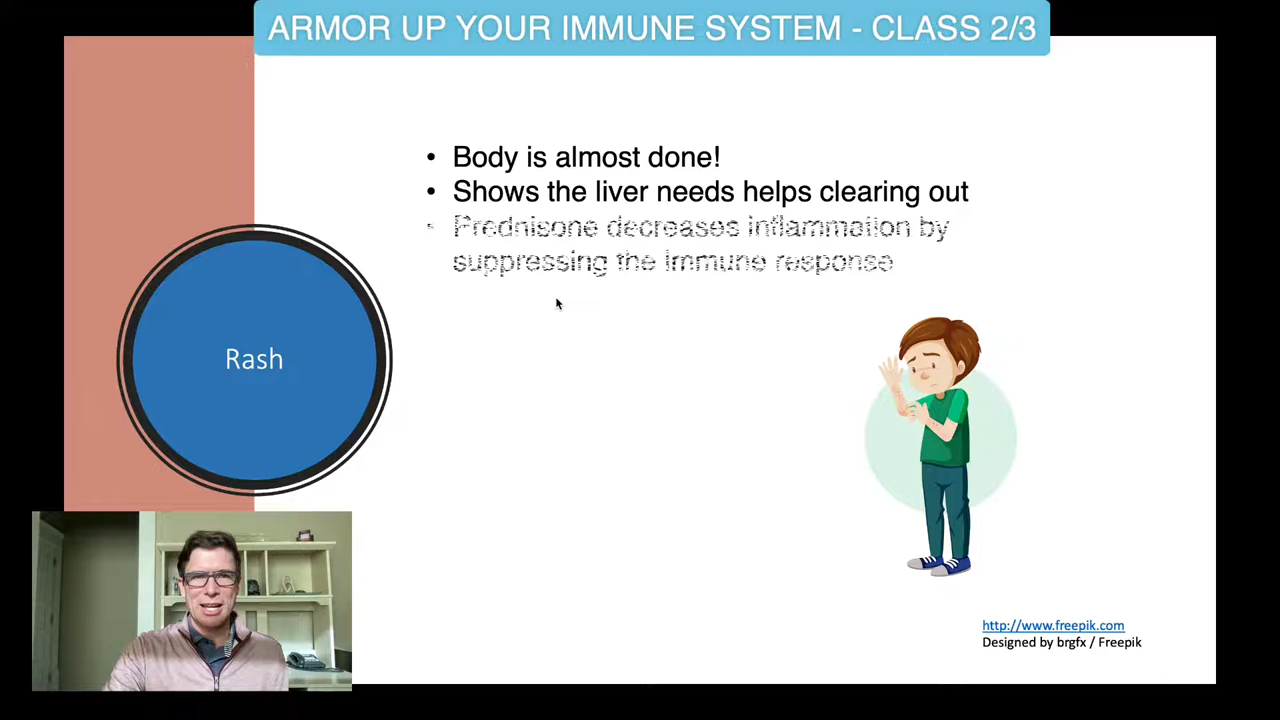 ARMOR UP YOUR IMMUNE SYSTEM - CLASS 2/3
• Body is almost done!
• Shows the liver needs helps clearing out
• Prednisone decreases inflammation by
suppressing the immune response
Rash
http://www.freepik.com
Designed by brgfx / Freepik